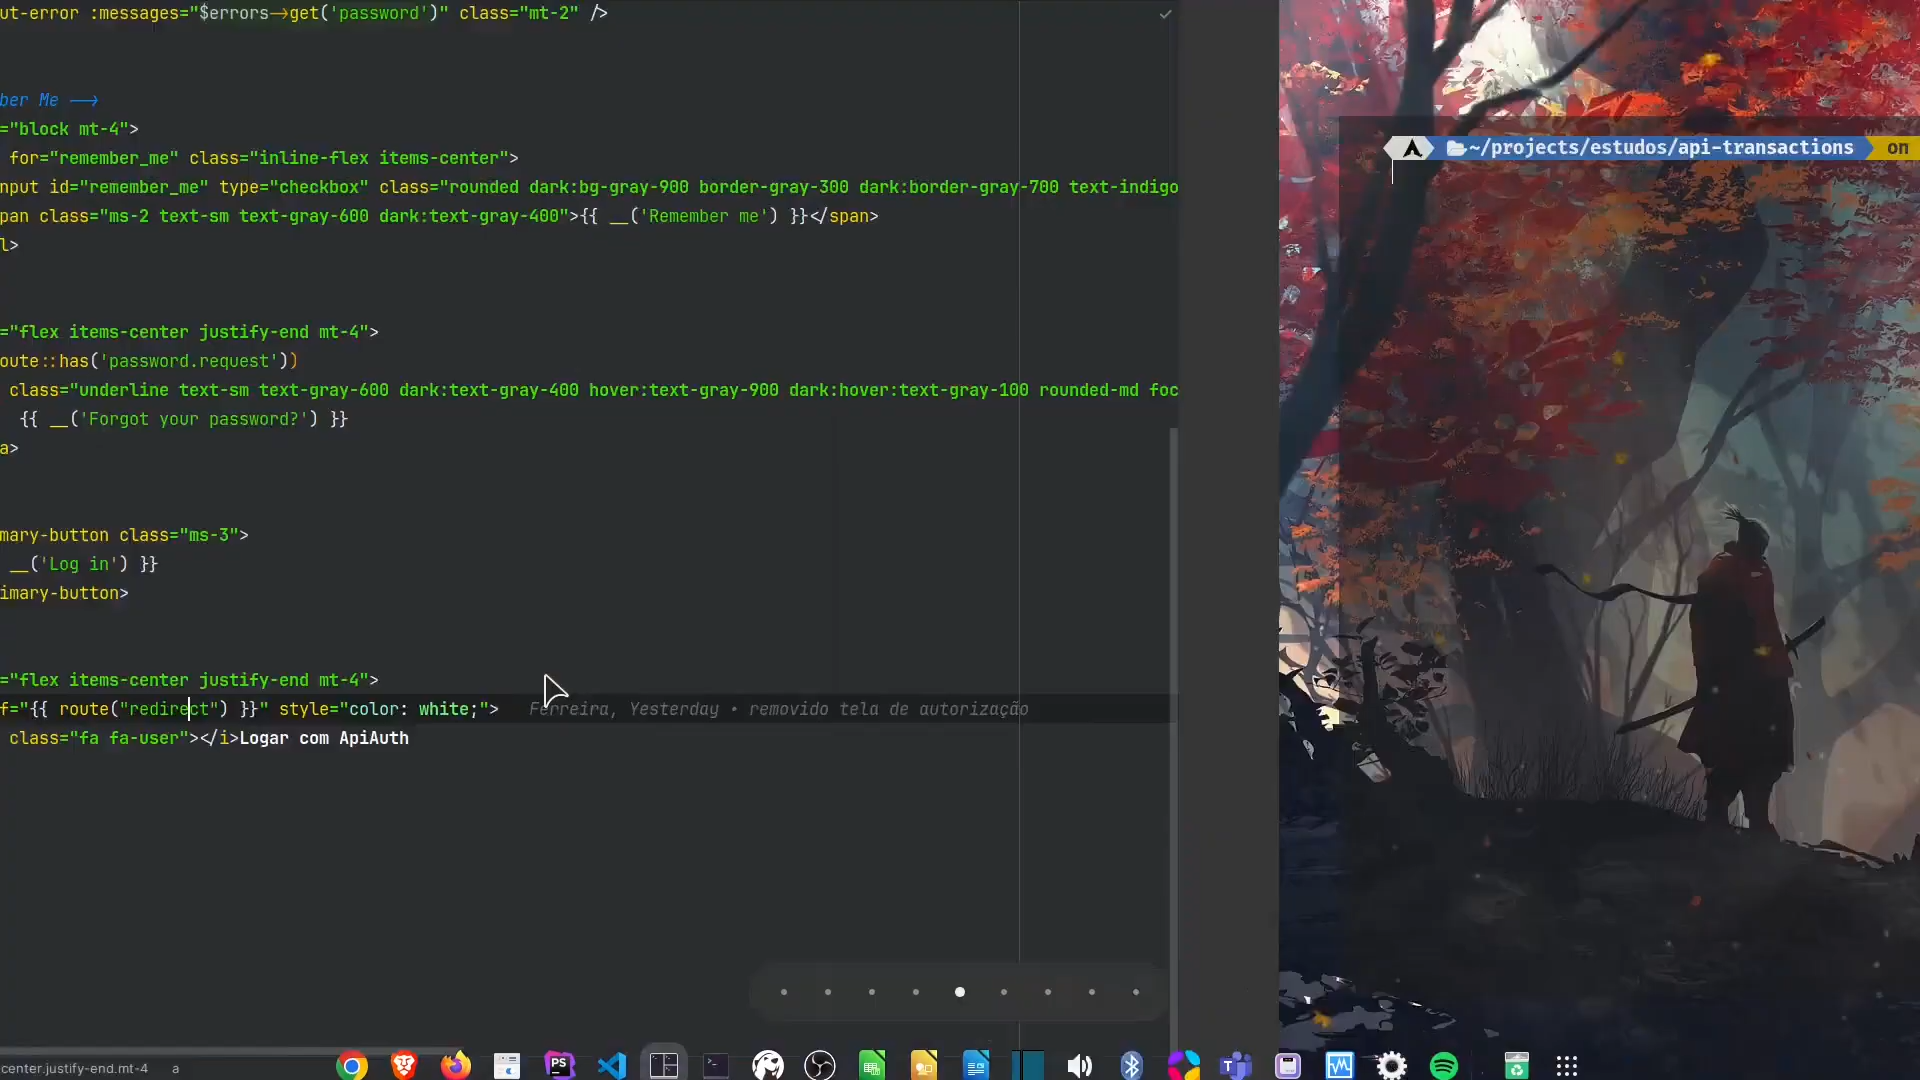 ut-error :messages="$errors->get('password')" class="mt-2" />
ber Me -->
="block mt-4">
for="remember_me" class="inline-flex items-center">
nput id="remember_me" type="checkbox" class="rounded dark:bg-gray-900 border-gray-300 dark:border-gray-700 text-indigo
pan class="ms-2 text-sm text-gray-600 dark:text-gray-400">{{ __('Remember me') }}</span>
l>
="flex items-center justify-end mt-4">
oute::has('password.request'))
class="underline text-sm text-gray-600 dark:text-gray-400 hover:text-gray-900 dark:hover:text-gray-100 rounded-md foc
{{ __('Forgot your password?') }}
a>
mary-button class="ms-3">
__('Log in') }}
imary-button>
="flex items-center justify-end mt-4">
f="{{ route("redirect") }}" style="color: white;"> Ferreira, Yesterday • removido tela de autorização
class="fa fa-user"></i>Logar com ApiAuth
center.justify-end.mt-4 a
~/projects/estudos/api-transactions on
PS